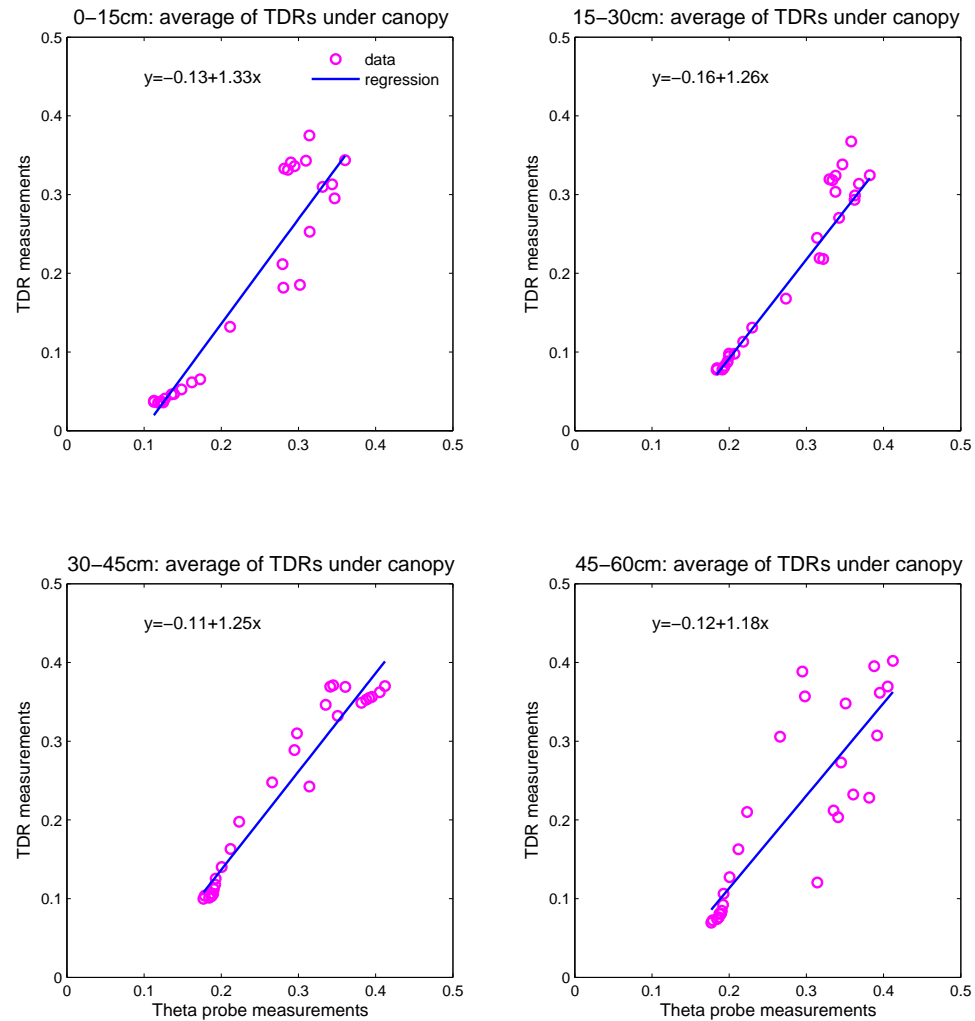 0−15cm: average of TDRs under canopy
0.5
0.4
0.3
0.2
0.1
0
0 0.1 0.2 0.3 0.4 0.5
TDR measurements
y=−0.13+1.33x
data
regression
15−30cm: average of TDRs under canopy
0.5
0.4
0.3
0.2
0.1
0
0 0.1 0.2 0.3 0.4 0.5
TDR measurements
y=−0.16+1.26x
30−45cm: average of TDRs under canopy
0.5
0.4
0.3
0.2
0.1
0
0 0.1 0.2 0.3 0.4 0.5
TDR measurements
Theta probe measurements
y=−0.11+1.25x
45−60cm: average of TDRs under canopy
0.5
0.4
0.3
0.2
0.1
0
0 0.1 0.2 0.3 0.4 0.5
TDR measurements
Theta probe measurements
y=−0.12+1.18x